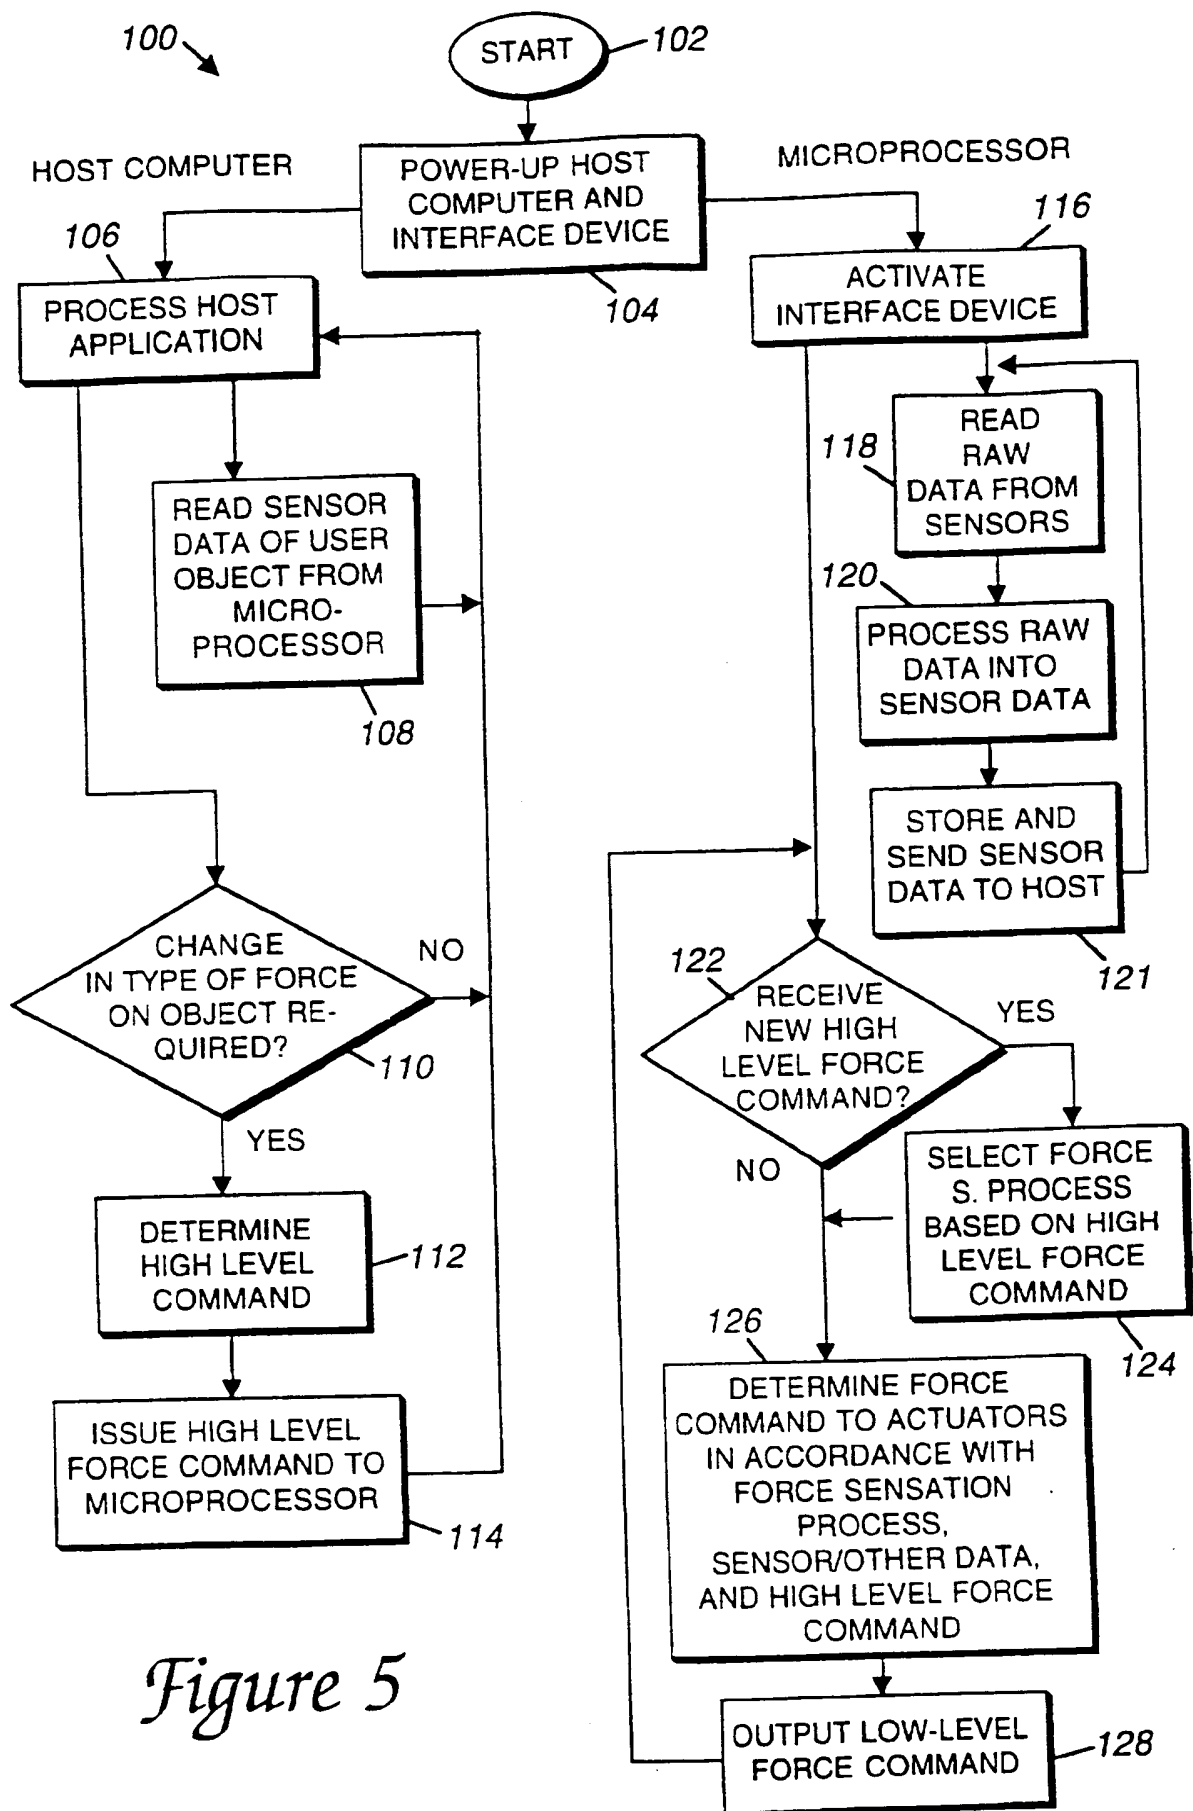 100
START
102
HOST COMPUTER
POWER-UP HOST
COMPUTER AND
INTERFACE DEVICE
104
MICROPROCESSOR
106
PROCESS HOST
APPLICATION
READ SENSOR
DATA OF USER
OBJECT FROM
MICRO-
PROCESSOR
108
CHANGE
IN TYPE OF FORCE
ON OBJECT RE-
QUIRED?
110
NO
YES
DETERMINE
HIGH LEVEL
COMMAND
112
ISSUE HIGH LEVEL
FORCE COMMAND TO
MICROPROCESSOR
114
116
ACTIVATE
INTERFACE DEVICE
118
READ
RAW
DATA FROM
SENSORS
120
PROCESS RAW
DATA INTO
SENSOR DATA
STORE AND
SEND SENSOR
DATA TO HOST
121
122
RECEIVE
NEW HIGH
LEVEL FORCE
COMMAND?
YES
NO
SELECT FORCE
S. PROCESS
BASED ON HIGH
LEVEL FORCE
COMMAND
124
126
DETERMINE FORCE
COMMAND TO ACTUATORS
IN ACCORDANCE WITH
FORCE SENSATION
PROCESS,
SENSOR/OTHER DATA,
AND HIGH LEVEL FORCE
COMMAND
OUTPUT LOW-LEVEL
FORCE COMMAND
128
Figure 5